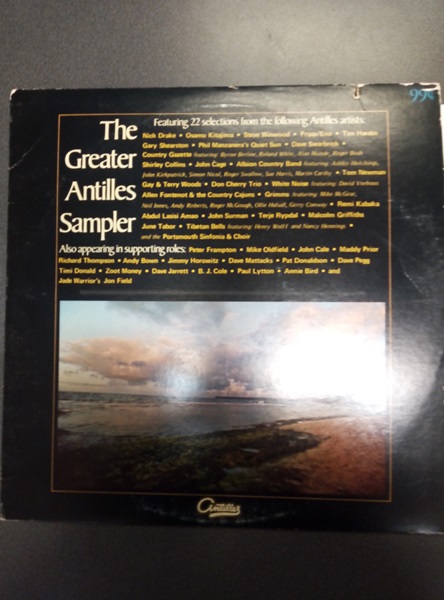 99¢
The
Greater
Antilles
Sampler
Featuring 22 selections from the following Antilles artists:
Nick Drake • Osamu Kitajima • Steve Winwood • Fripp/Eno • Tim Hardin
Gary Shearston • Phil Manzanera's Quiet Sun • Dave Swarbrick •
Country Gazette featuring: Byron Berline, Roland White, Alan Munde, Roger Bush
Shirley Collins • John Cage • Albion Country Band featuring: Ashley Hutchings,
John Kirkpatrick, Simon Nicol, Roger Swallow, Sue Harris, Martin Carthy • Tom Newman
Gay & Terry Woods • Don Cherry Trio • White Noise featuring: David Vorhaus
Allen Fontenot & the Country Cajuns • Grimms featuring: Mike McGear,
Neil Innes, Andy Roberts, Roger McGough, Ollie Halsall, Gerry Conway • Remi Kabaka
Abdul Lasisi Amao • John Surman • Terje Rypdal • Malcolm Griffiths
June Tabor • Tibetan Bells featuring: Henry Wolff and Nancy Hennings •
and the Portsmouth Sinfonia & Choir
Also appearing in supporting roles: Peter Frampton • Mike Oldfield • John Cale • Maddy Prior
Richard Thompson • Andy Bown • Jimmy Horowitz • Dave Mattacks • Pat Donaldson • Dave Pegg
Timi Donald • Zoot Money • Dave Jarrett • B. J. Cole • Paul Lytton • Annie Bird • and
Jade Warrior's Jon Field
Antilles